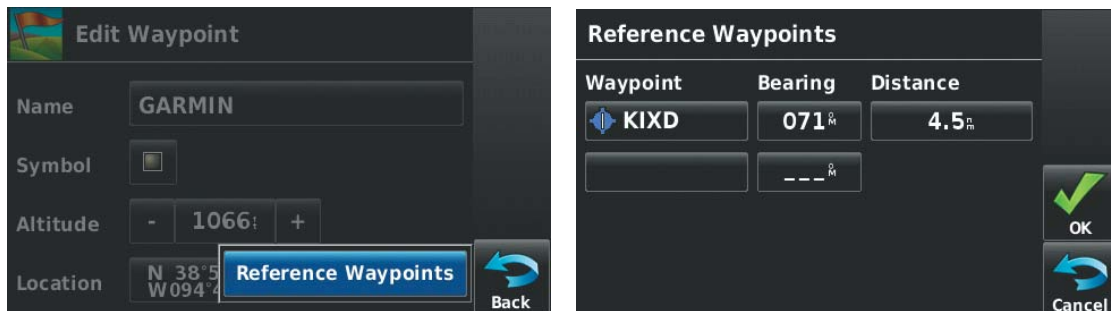 Edit Waypoint
Name GARMIN
Symbol
Altitude - 1066 +
Location N 38°5
W094°4
Reference Waypoints
Back
Reference Waypoints
Waypoint Bearing Distance
KIXD 071°M 4.5nm
___°M
OK
Cancel